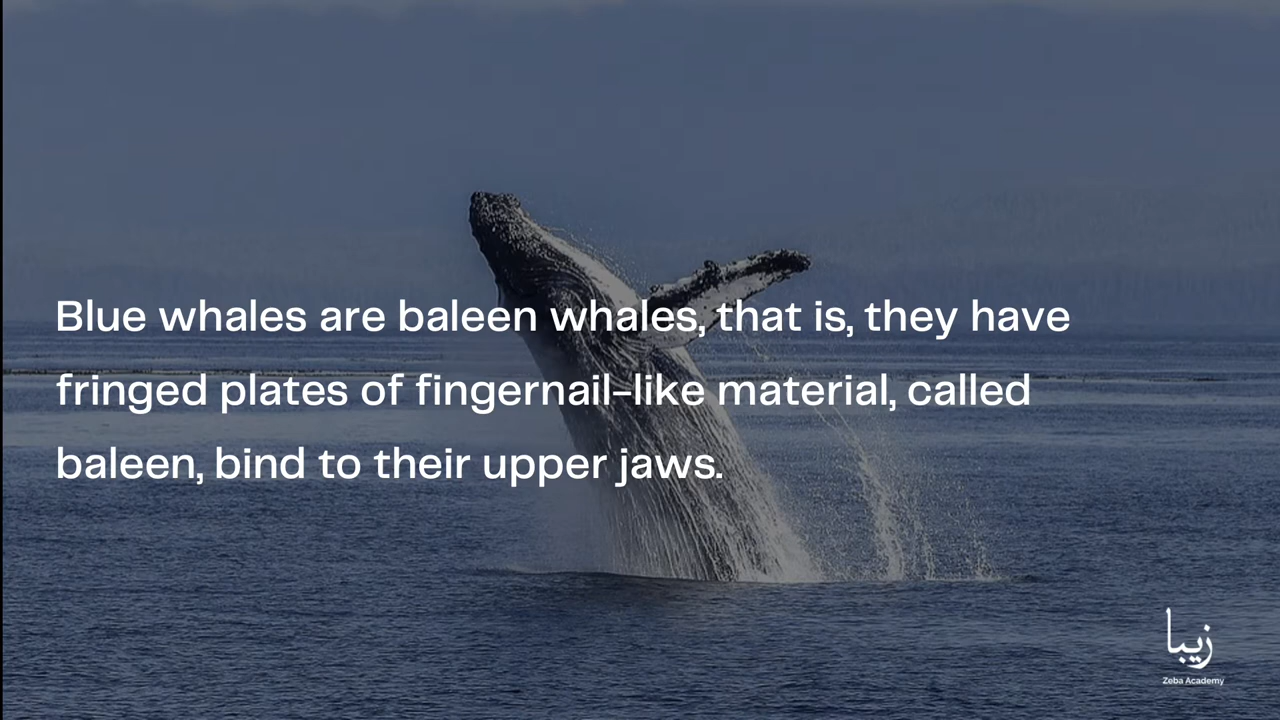 Blue whales are baleen whales, that is, they have
fringed plates of fingernail-like material, called
baleen, bind to their upper jaws.
زیبا
Zeba Academy